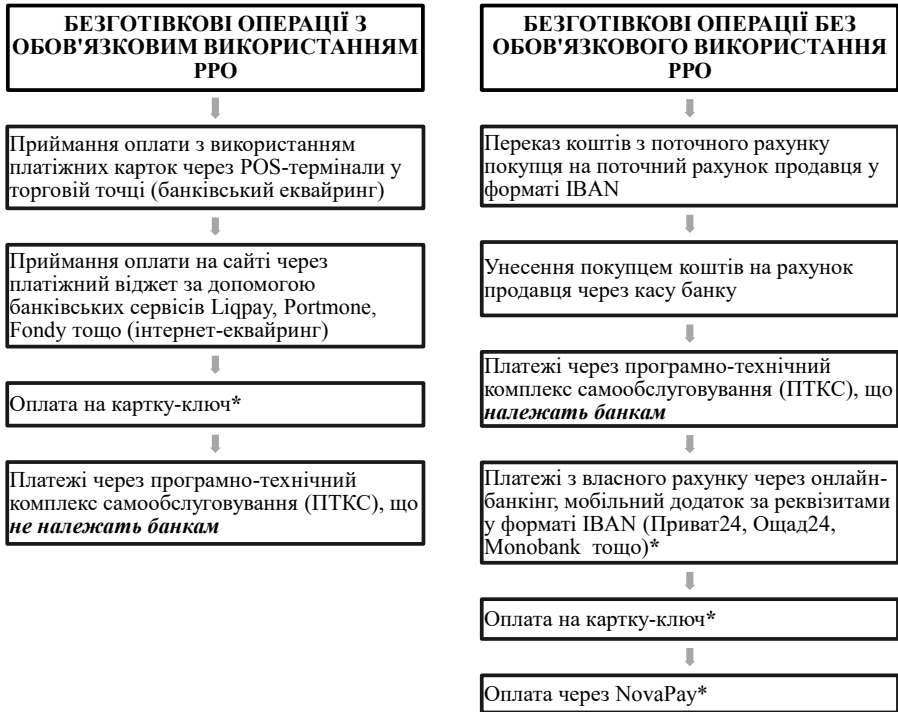 БЕЗГОТІВКОВІ ОПЕРАЦІЇ З
ОБОВ'ЯЗКОВИМ ВИКОРИСТАННЯМ
РРО
Приймання оплати з використанням
платіжних карток через POS-термінали у
торговій точці (банківський еквайринг)
Приймання оплати на сайті через
платіжний віджет за допомогою
банківських сервісів Liqpay, Portmone,
Fondy тощо (інтернет-еквайринг)
Оплата на картку-ключ*
Платежі через програмно-технічний
комплекс самообслуговування (ПТКС), що
не належать банкам
БЕЗГОТІВКОВІ ОПЕРАЦІЇ БЕЗ
ОБОВ'ЯЗКОВОГО ВИКОРИСТАННЯ
РРО
Переказ коштів з поточного рахунку
покупця на поточний рахунок продавця у
форматі IBAN
Унесення покупцем коштів на рахунок
продавця через касу банку
Платежі через програмно-технічний
комплекс самообслуговування (ПТКС), що
належать банкам
Платежі з власного рахунку через онлайн-
банкінг, мобільний додаток за реквізитами
у форматі IBAN (Приват24, Ощад24,
Monobank тощо)*
Оплата на картку-ключ*
Оплата через NovaPay*